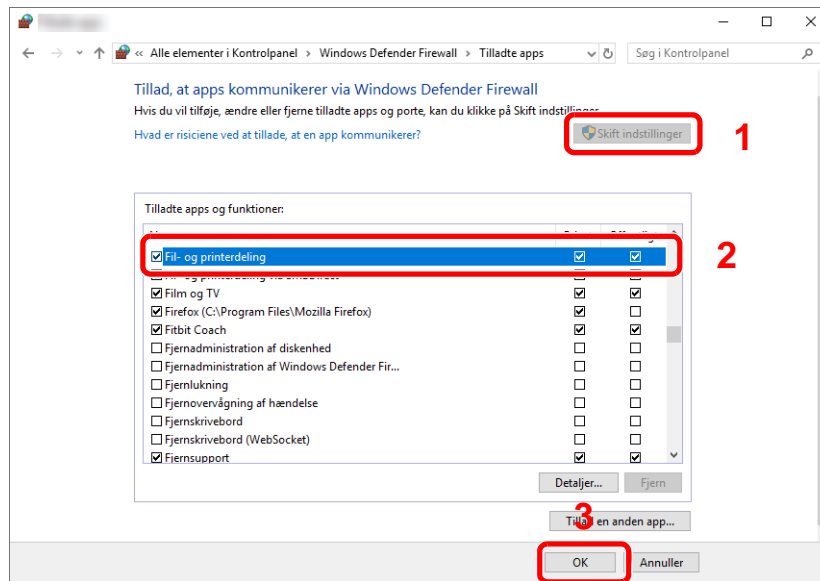 « Alle elementer i Kontrolpanel > Windows Defender Firewall > Tilladte apps
Søg i Kontrolpanel
Tillad, at apps kommunikerer via Windows Defender Firewall
Hvis du vil tilføje, ændre eller fjerne tilladte apps og porte, kan du klikke på Skift indstillinger.
Hvad er risiciene ved at tillade, at en app kommunikerer?
Skift indstillinger
1
Tilladte apps og funktioner:
Fil- og printerdeling
2
Film og TV
Firefox (C:\Program Files\Mozilla Firefox)
Fitbit Coach
Fjernadministration af diskenhed
Fjernadministration af Windows Defender Fir...
Fjernlukning
Fjernovervågning af hændelse
Fjernskrivebord
Fjernskrivebord (WebSocket)
Fjernsupport
Detaljer...
Fjern
3
Tillad en anden app...
OK
Annuller